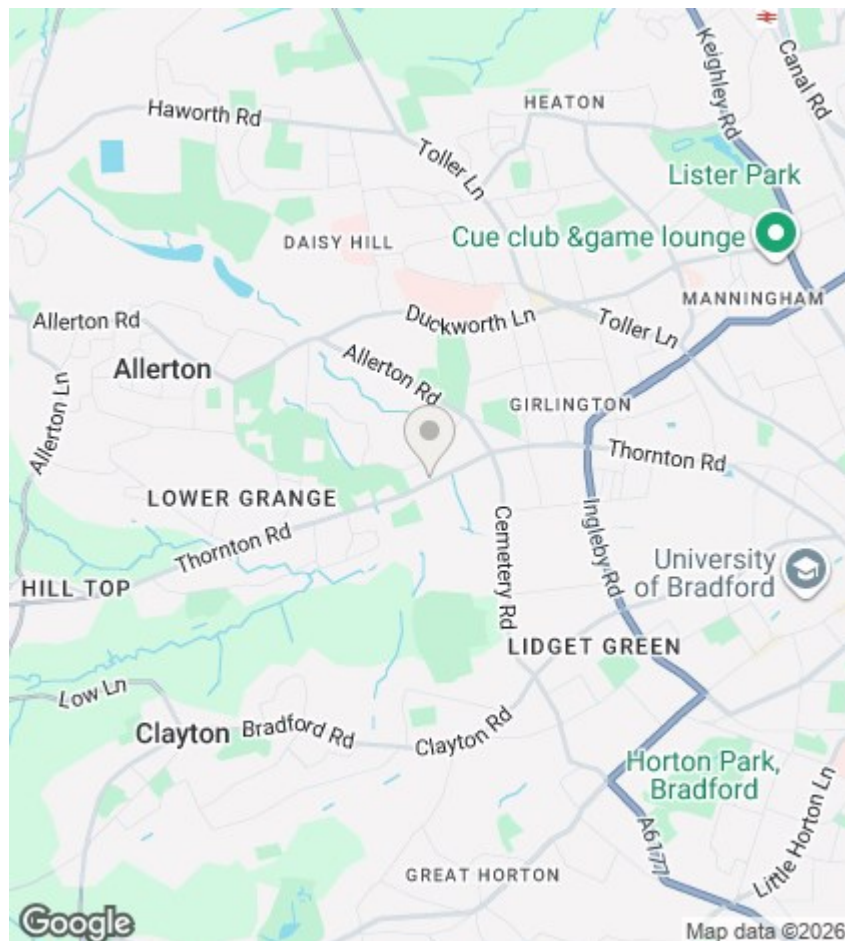 Keighley Rd
Canal Rd
HEATON
Haworth Rd
Toller Ln
Lister Park
DAISY HILL
Cue club &game lounge
MANNINGHAM
Duckworth Ln
Toller Ln
Allerton Rd
Allerton
Allerton Rd
Allerton Ln
GIRLINGTON
Thornton Rd
LOWER GRANGE
Cemetery Rd
Ingleby Rd
Thornton Rd
University
of Bradford
HILL TOP
LIDGET GREEN
Low Ln
Clayton
Bradford Rd
Clayton Rd
Horton Park,
Bradford
Little Horton Ln
A6177
GREAT HORTON
Google
Map data ©2026